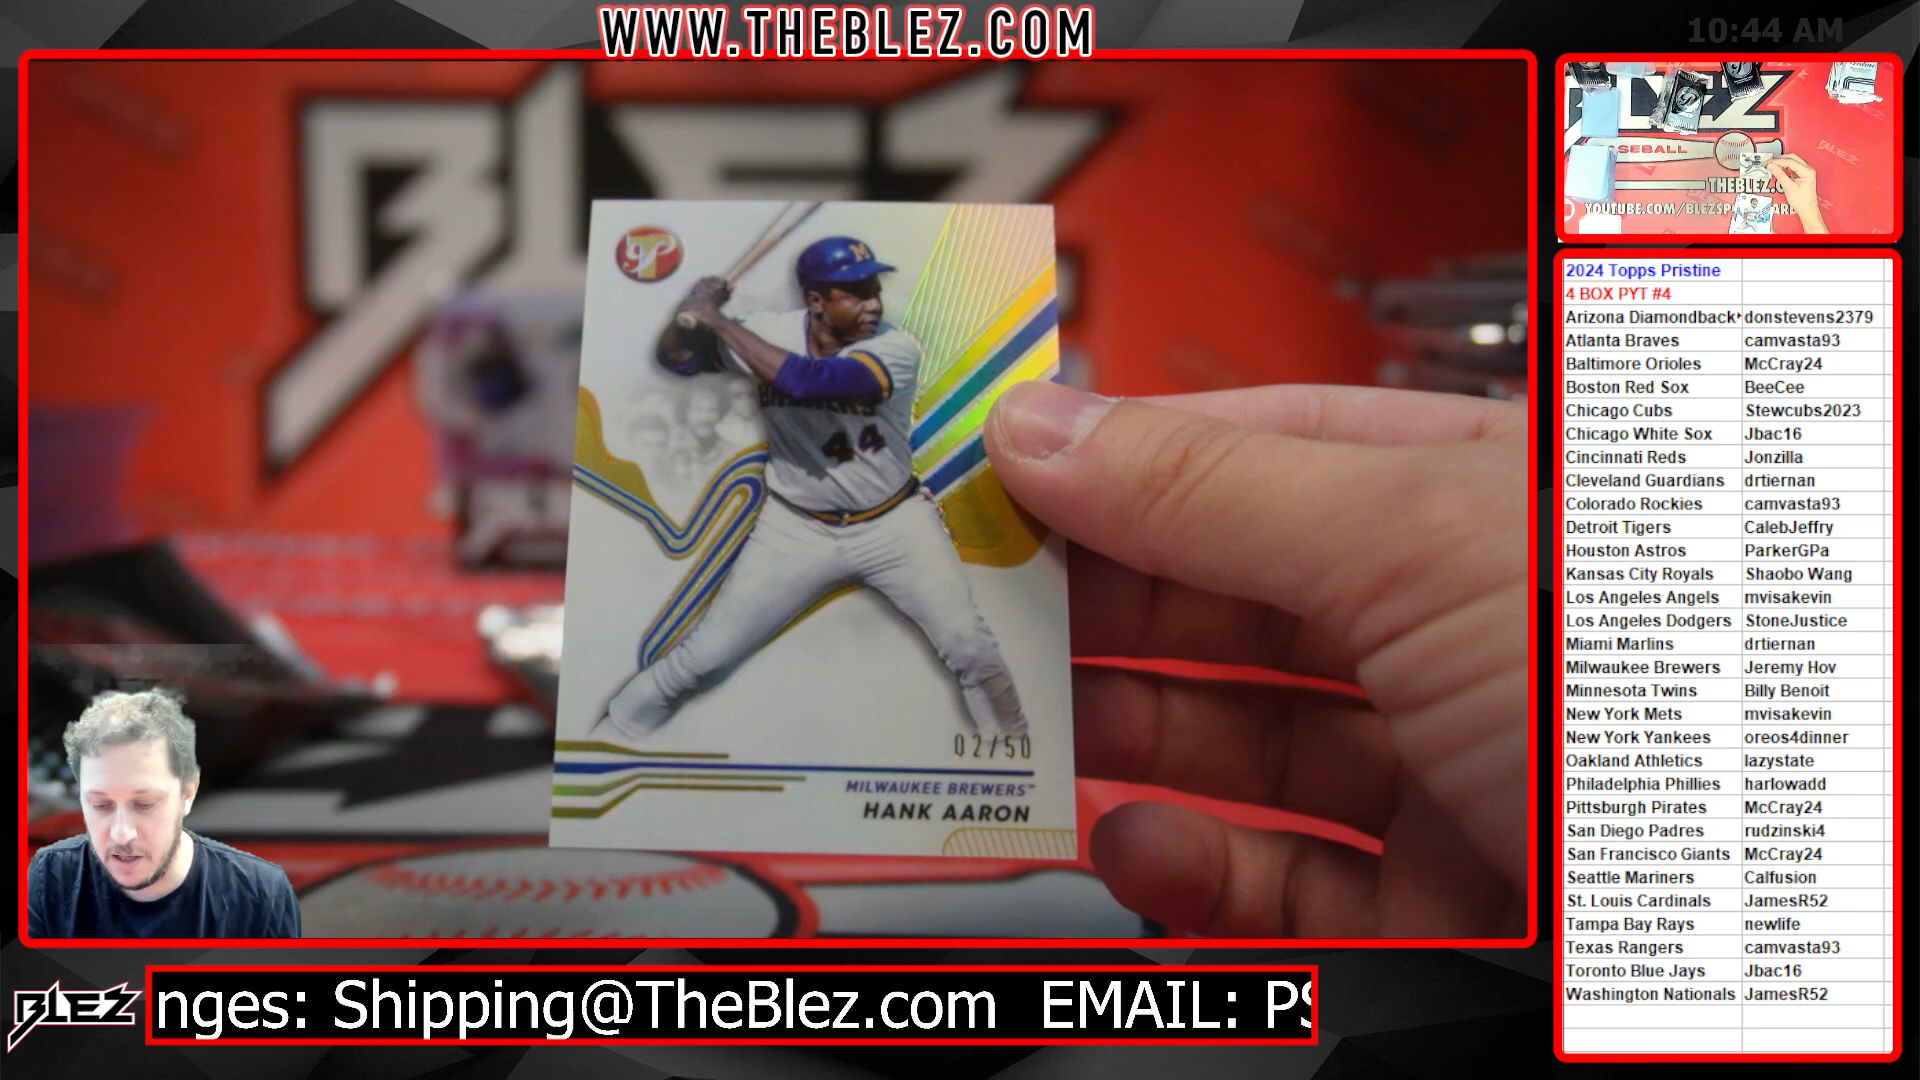 WWW.THEBLEZ.COM
10:44 AM
BLEZ
M
44
02/50
MILWAUKEE BREWERS™
HANK AARON
BLEZ
SEBALL
THEBLEZ.C
YOUTUBE.COM/BLEZSP
2024 Topps Pristine
4 BOX PYT #4
Arizona Diamondback donstevens2379
Atlanta Braves camvasta93
Baltimore Orioles McCray24
Boston Red Sox BeeCee
Chicago Cubs Stewcubs2023
Chicago White Sox Jbac16
Cincinnati Reds Jonzilla
Cleveland Guardians drtiernan
Colorado Rockies camvasta93
Detroit Tigers CalebJeffry
Houston Astros ParkerGPa
Kansas City Royals Shaobo Wang
Los Angeles Angels mvisakevin
Los Angeles Dodgers StoneJustice
Miami Marlins drtiernan
Milwaukee Brewers Jeremy Hov
Minnesota Twins Billy Benoit
New York Mets mvisakevin
New York Yankees oreos4dinner
Oakland Athletics lazystate
Philadelphia Phillies harlowadd
Pittsburgh Pirates McCray24
San Diego Padres rudzinski4
San Francisco Giants McCray24
Seattle Mariners Calfusion
St. Louis Cardinals JamesR52
Tampa Bay Rays newlife
Texas Rangers camvasta93
Toronto Blue Jays Jbac16
Washington Nationals JamesR52
BLEZ
nges: Shipping@TheBlez.com EMAIL: PS